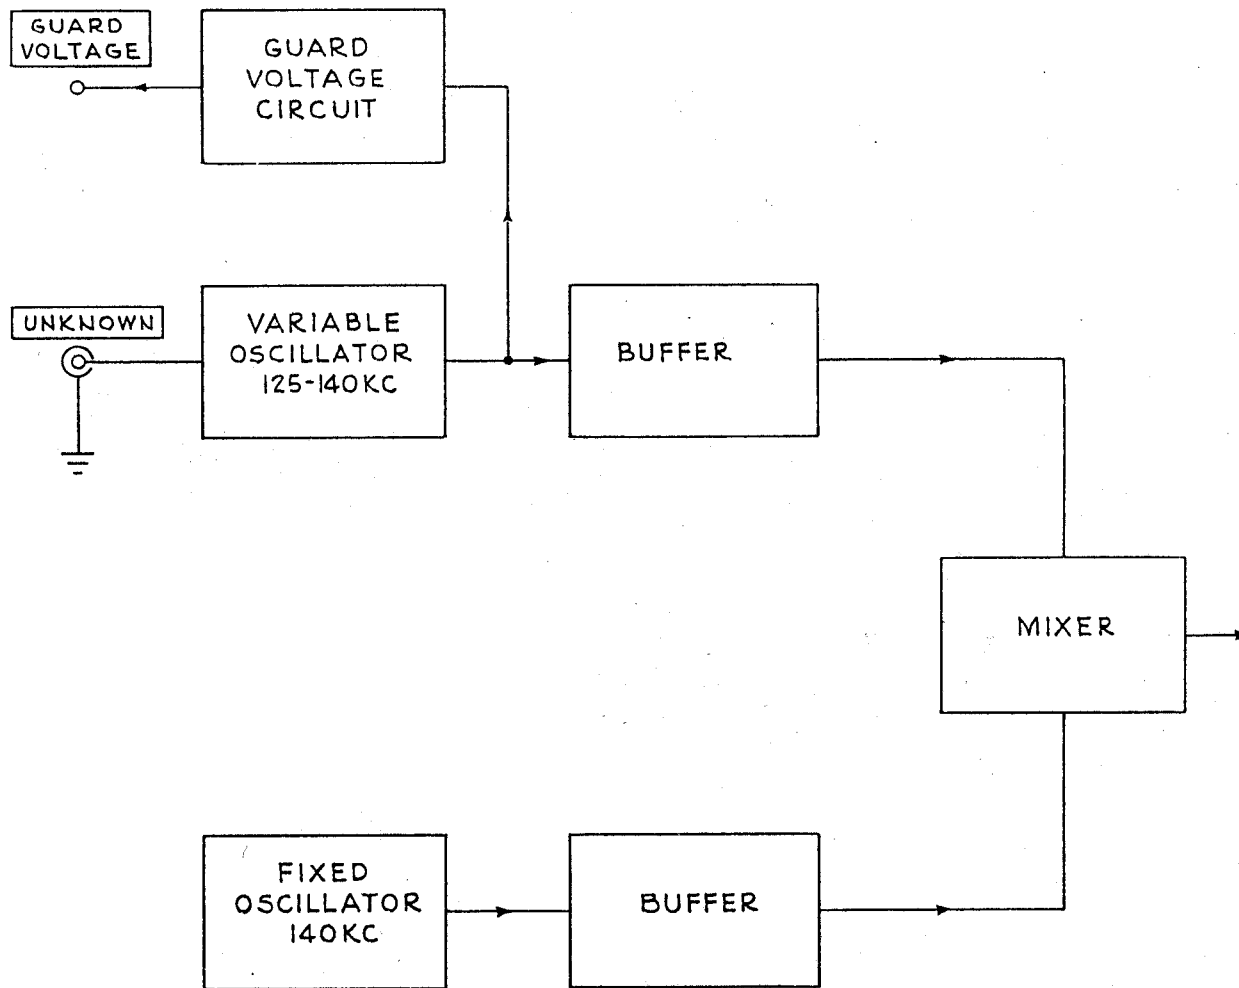 GUARD
VOLTAGE
GUARD
VOLTAGE
CIRCUIT
UNKNOWN
VARIABLE
OSCILLATOR
125-140KC
BUFFER
MIXER
FIXED
OSCILLATOR
140KC
BUFFER